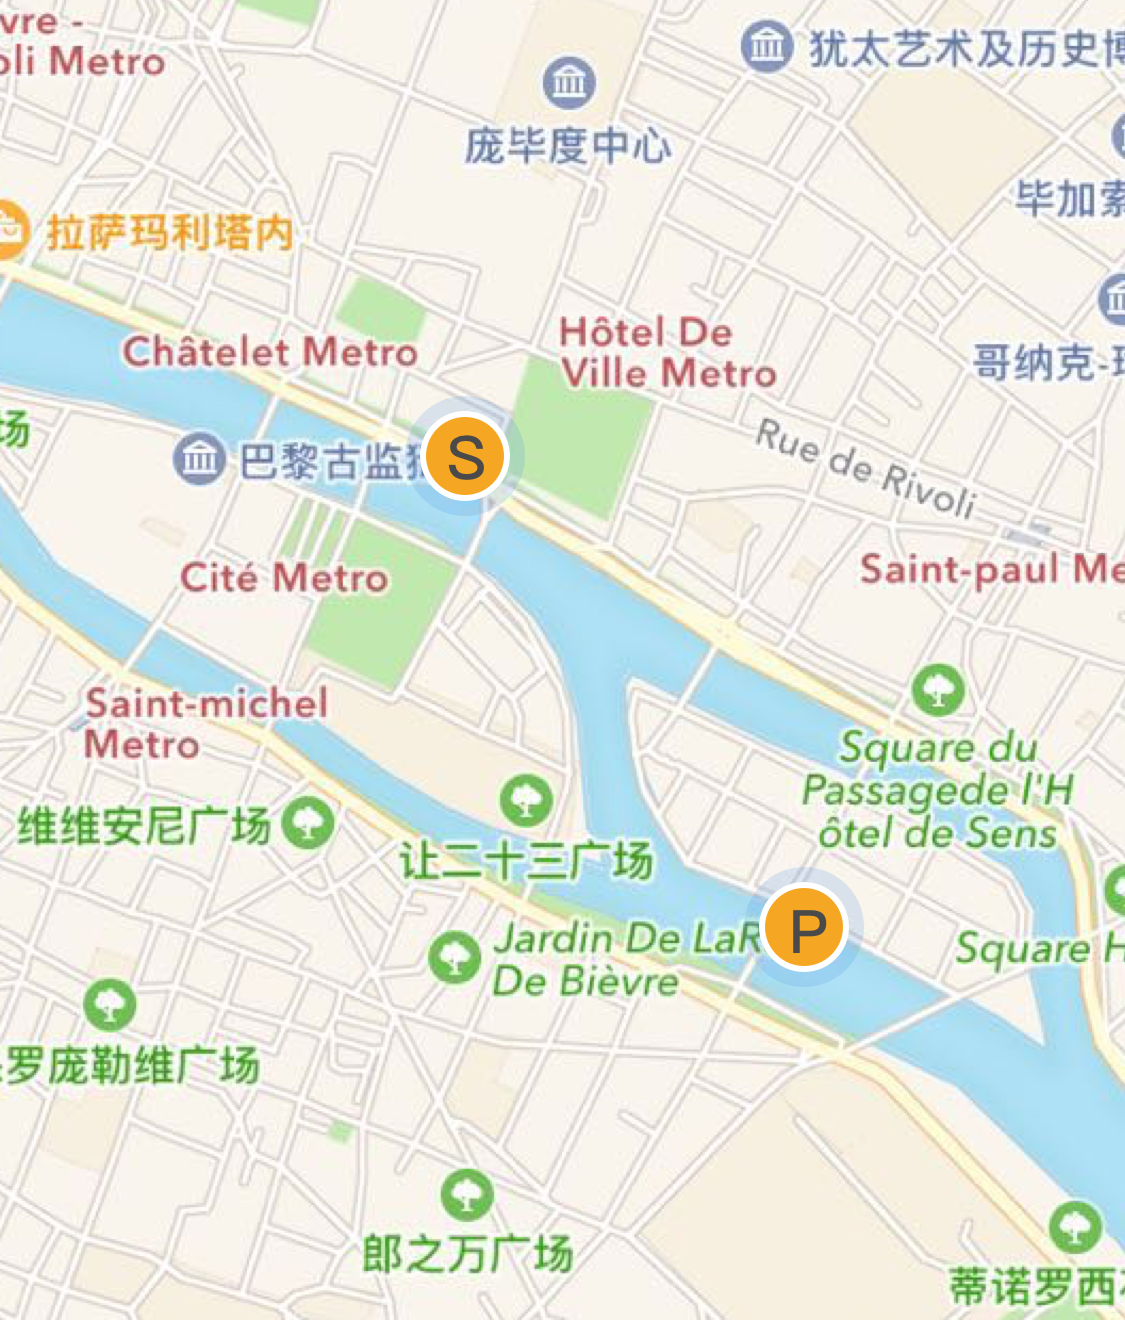 vre -
oli Metro
犹太艺术及历史博
庞毕度中心
毕加索
拉萨玛利塔内
Hôtel De
Ville Metro
Châtelet Metro
哥纳克-
场
巴黎古监狱
S
Rue de Rivoli
Saint-paul Me
Cité Metro
Saint-michel
Metro
Square du
Passagede l'H
ôtel de Sens
维维安尼广场
让二十三广场
P
Jardin De LaR
De Bièvre
Square H
罗庞勒维广场
郎之万广场
蒂诺罗西